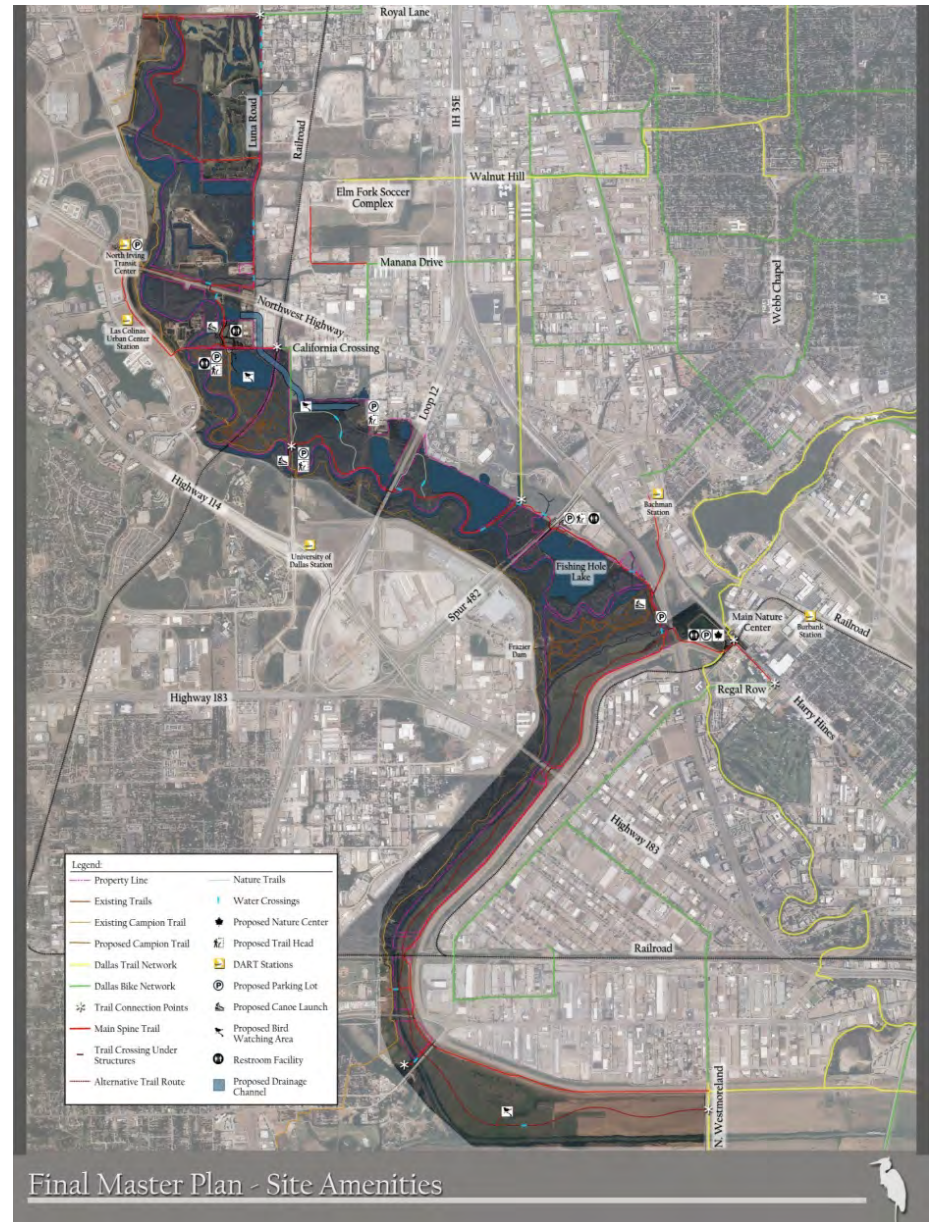 Royal Lane
Luna Road
Railroad
IH 35E
Walnut Hill
Elm Fork Soccer
Complex
Manana Drive
Webb Chapel
North Irving
Transit
Center
Northwest Highway
Las Colinas
Urban Center
Station
California Crossing
Loop 12
Highway 114
Bachman
Station
University of
Dallas Station
Fishing Hole
Lake
Spur 482
Main Nature
Center
Burbank
Station
Railroad
Frazier
Dam
Regal Row
Highway 183
Harry Hines
Highway 183
Railroad
N. Westmoreland
Legend:
Property Line
Existing Trails
Existing Campion Trail
Proposed Campion Trail
Dallas Trail Network
Dallas Bike Network
Trail Connection Points
Main Spine Trail
Trail Crossing Under
Structures
Alternative Trail Route
Nature Trails
Water Crossings
Proposed Nature Center
Proposed Trail Head
DART Stations
Proposed Parking Lot
Proposed Canoe Launch
Proposed Bird
Watching Area
Restroom Facility
Proposed Drainage
Channel
Final Master Plan - Site Amenities